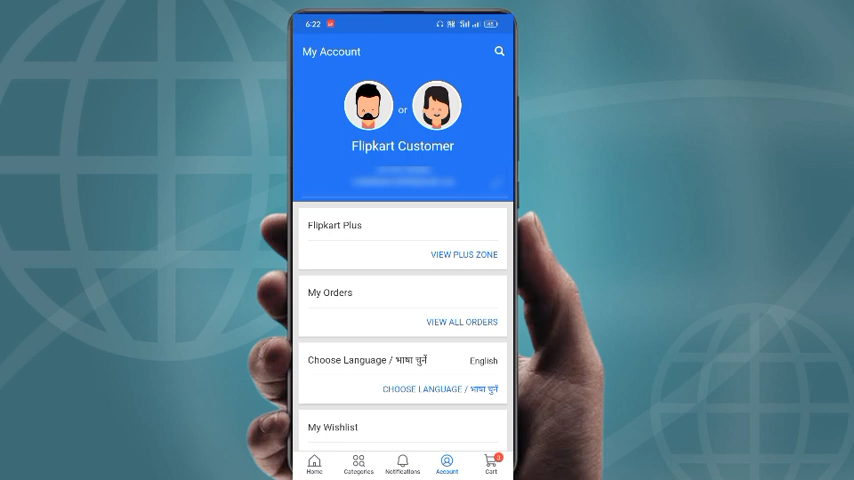 6:22
My Account
or
Flipkart Customer
Flipkart Plus
VIEW PLUS ZONE
My Orders
VIEW ALL ORDERS
Choose Language / भाषा चुनें English
CHOOSE LANGUAGE / भाषा चुनें
My Wishlist
Home Categories Notifications Account Cart